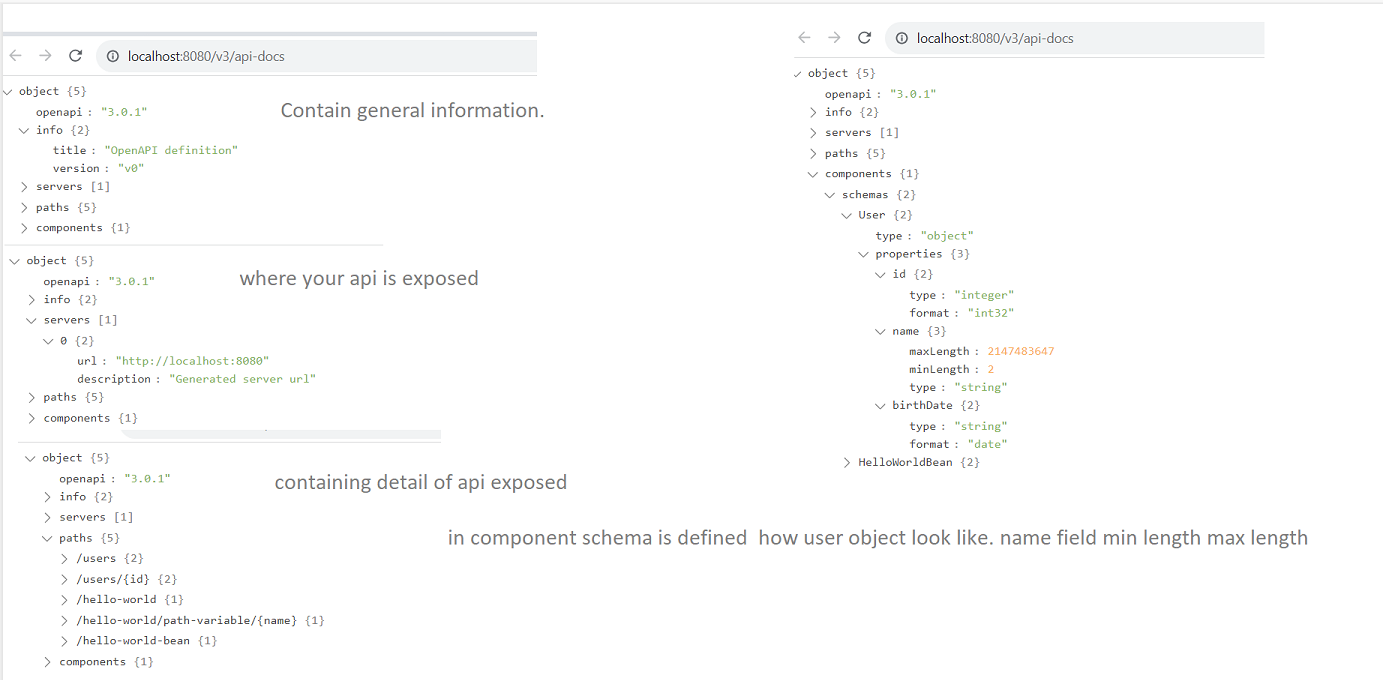 localhost:8080/v3/api-docs
object {5}
openapi : "3.0.1"
Contain general information.
info {2}
title : "OpenAPI definition"
version : "v0"
servers [1]
paths {5}
components {1}
object {5}
openapi : "3.0.1"
where your api is exposed
info {2}
servers [1]
0 {2}
url : "http://localhost:8080"
description : "Generated server url"
paths {5}
components {1}
object {5}
openapi : "3.0.1"
containing detail of api exposed
info {2}
servers [1]
paths {5}
/users {2}
/users/{id} {2}
/hello-world {1}
/hello-world/path-variable/{name} {1}
/hello-world-bean {1}
components {1}
localhost:8080/v3/api-docs
object {5}
openapi : "3.0.1"
info {2}
servers [1]
paths {5}
components {1}
schemas {2}
User {2}
type : "object"
properties {3}
id {2}
type : "integer"
format : "int32"
name {3}
maxLength : 2147483647
minLength : 2
type : "string"
birthDate {2}
type : "string"
format : "date"
HelloWorldBean {2}
in component schema is defined  how user object look like. name field min length max length